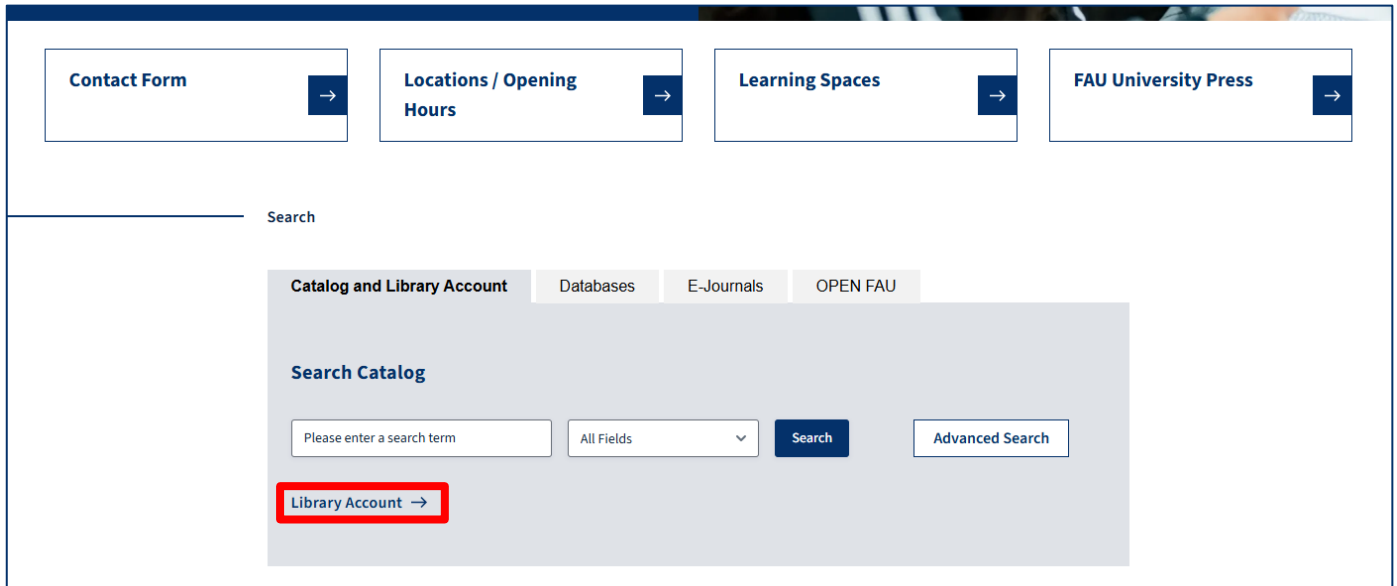 Contact Form
Locations / Opening
Hours
Learning Spaces
FAU University Press
Search
Catalog and Library Account
Databases
E-Journals
OPEN FAU
Search Catalog
Please enter a search term
All Fields
Search
Advanced Search
Library Account